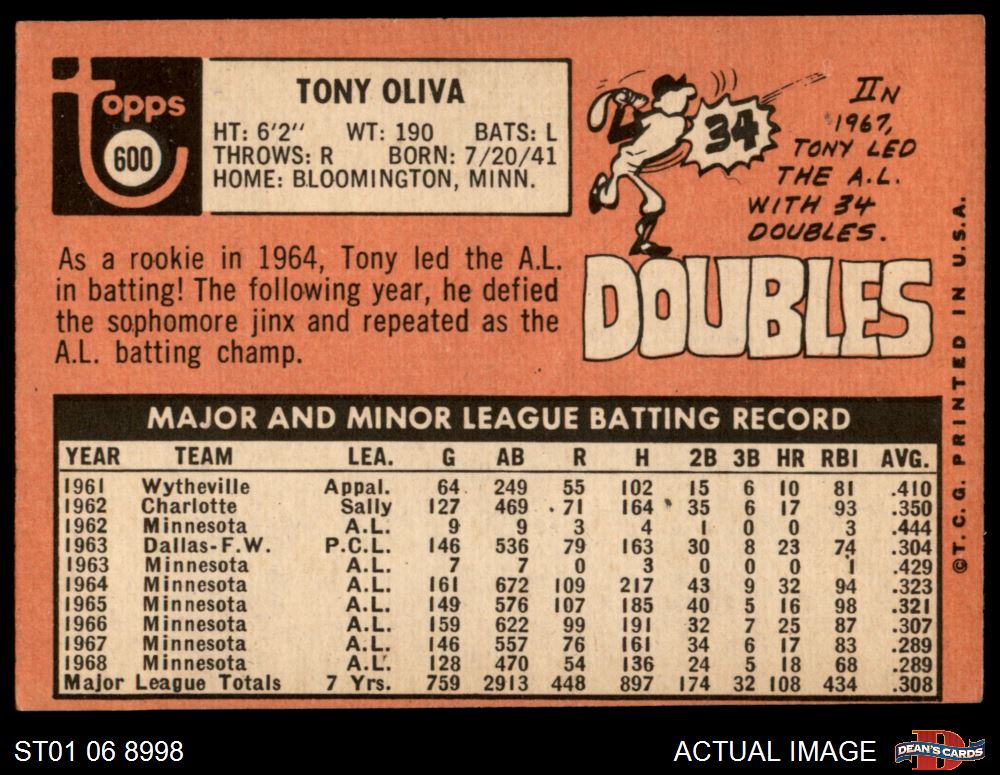 Topps
600
TONY OLIVA
HT: 6'2" WT: 190 BATS: L
THROWS: R BORN: 7/20/41
HOME: BLOOMINGTON, MINN.
34
IN
1967,
TONY LED
THE A.L.
WITH 34
DOUBLES.
DOUBLES
As a rookie in 1964, Tony led the A.L.
in batting! The following year, he defied
the sophomore jinx and repeated as the
A.L. batting champ.
MAJOR AND MINOR LEAGUE BATTING RECORD
YEAR TEAM LEA. G AB R H 2B 3B HR RBI AVG.
1961 Wytheville Appal. 64 249 55 102 15 6 10 81 .410
1962 Charlotte Sally 127 469 71 164 35 6 17 93 .350
1962 Minnesota A.L. 9 9 3 4 1 0 0 3 .444
1963 Dallas-F.W. P.C.L. 146 536 79 163 30 8 23 74 .304
1963 Minnesota A.L. 7 7 0 3 0 0 0 1 .429
1964 Minnesota A.L. 161 672 109 217 43 9 32 94 .323
1965 Minnesota A.L. 149 576 107 185 40 5 16 98 .321
1966 Minnesota A.L. 159 622 99 191 32 7 25 87 .307
1967 Minnesota A.L. 146 557 76 161 34 6 17 83 .289
1968 Minnesota A.L. 128 470 54 136 24 5 18 68 .289
Major League Totals 7 Yrs. 759 2913 448 897 174 32 108 434 .308
©T.C.G. PRINTED IN U.S.A.
ST01 06 8998
ACTUAL IMAGE
D
DEAN'S CARDS